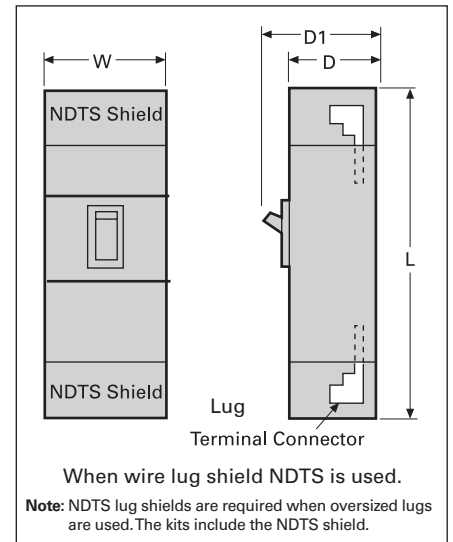 D1
W
D
NDTS Shield
L
NDTS Shield
Lug
Terminal Connector
When wire lug shield NDTS is used.
Note: NDTS lug shields are required when oversized lugs
are used. The kits include the NDTS shield.